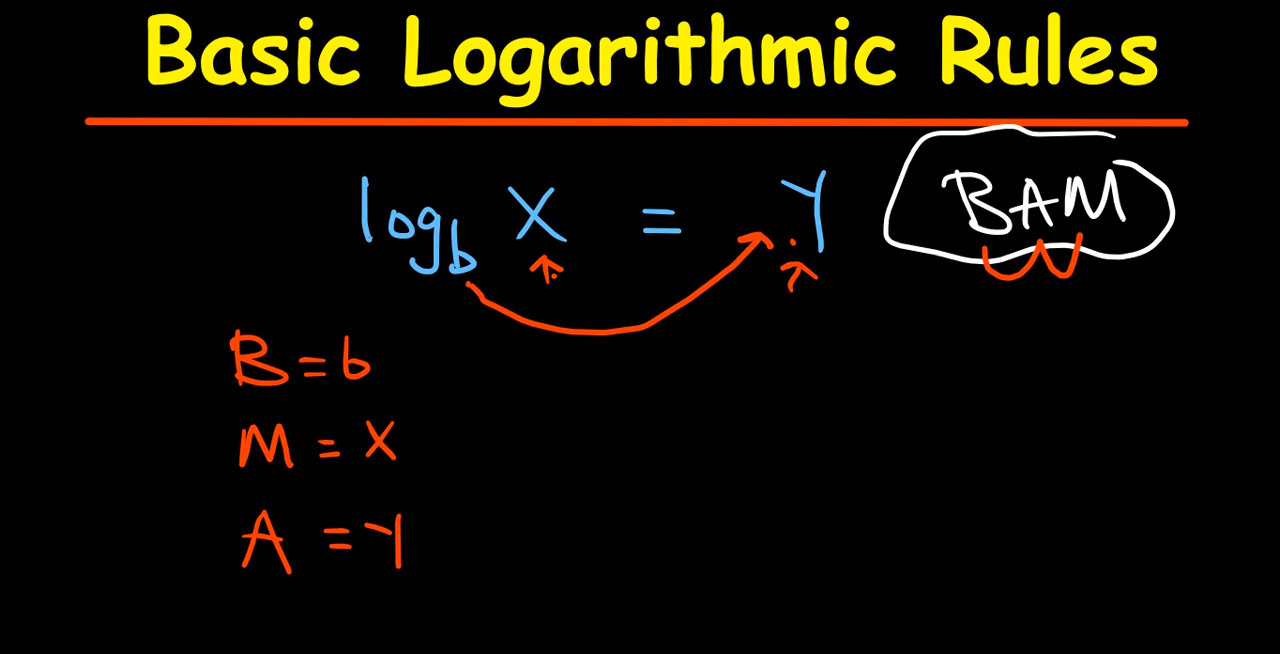 Basic Logarithmic Rules
log_b X = Y BAM
B = b
M = X
A = Y